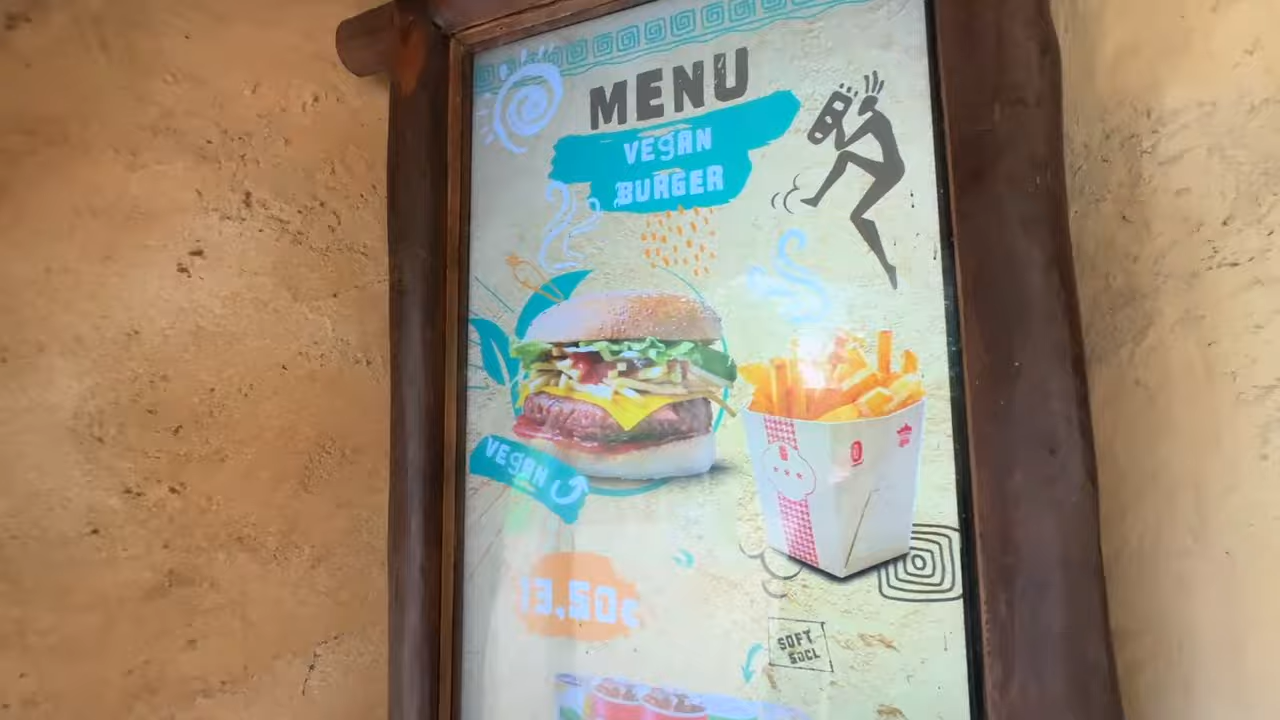 MENU
VEGAN
BURGER
VEGAN
13,50€
SOFT
50CL